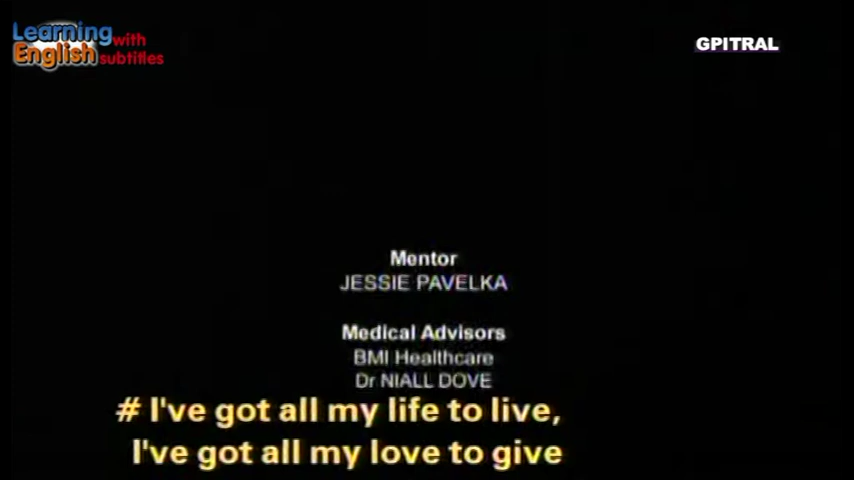 Learning with
English subtitles
GPITRAL
Mentor
JESSIE PAVELKA
Medical Advisors
BMI Healthcare
Dr NIALL DOVE
# I've got all my life to live,
I've got all my love to give